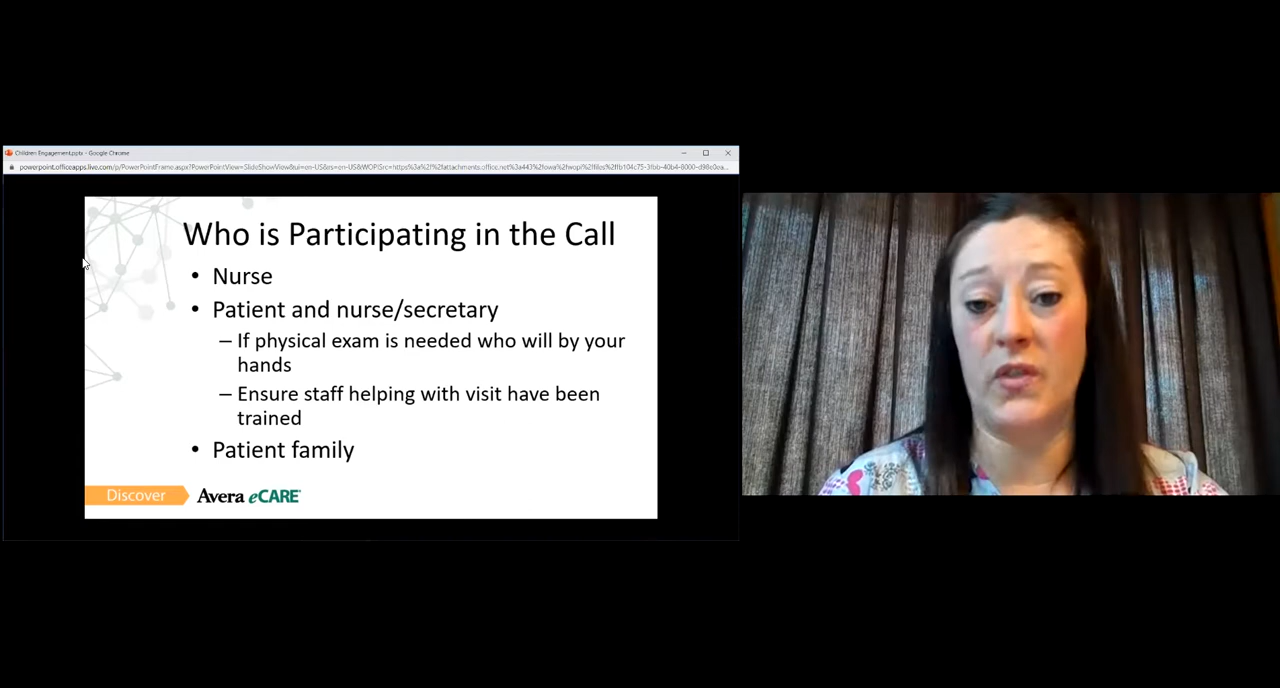 Children Engagement.pptx - Google Chrome
Who is Participating in the Call
• Nurse
• Patient and nurse/secretary
– If physical exam is needed who will by your
hands
– Ensure staff helping with visit have been
trained
• Patient family
Discover
Avera eCARE